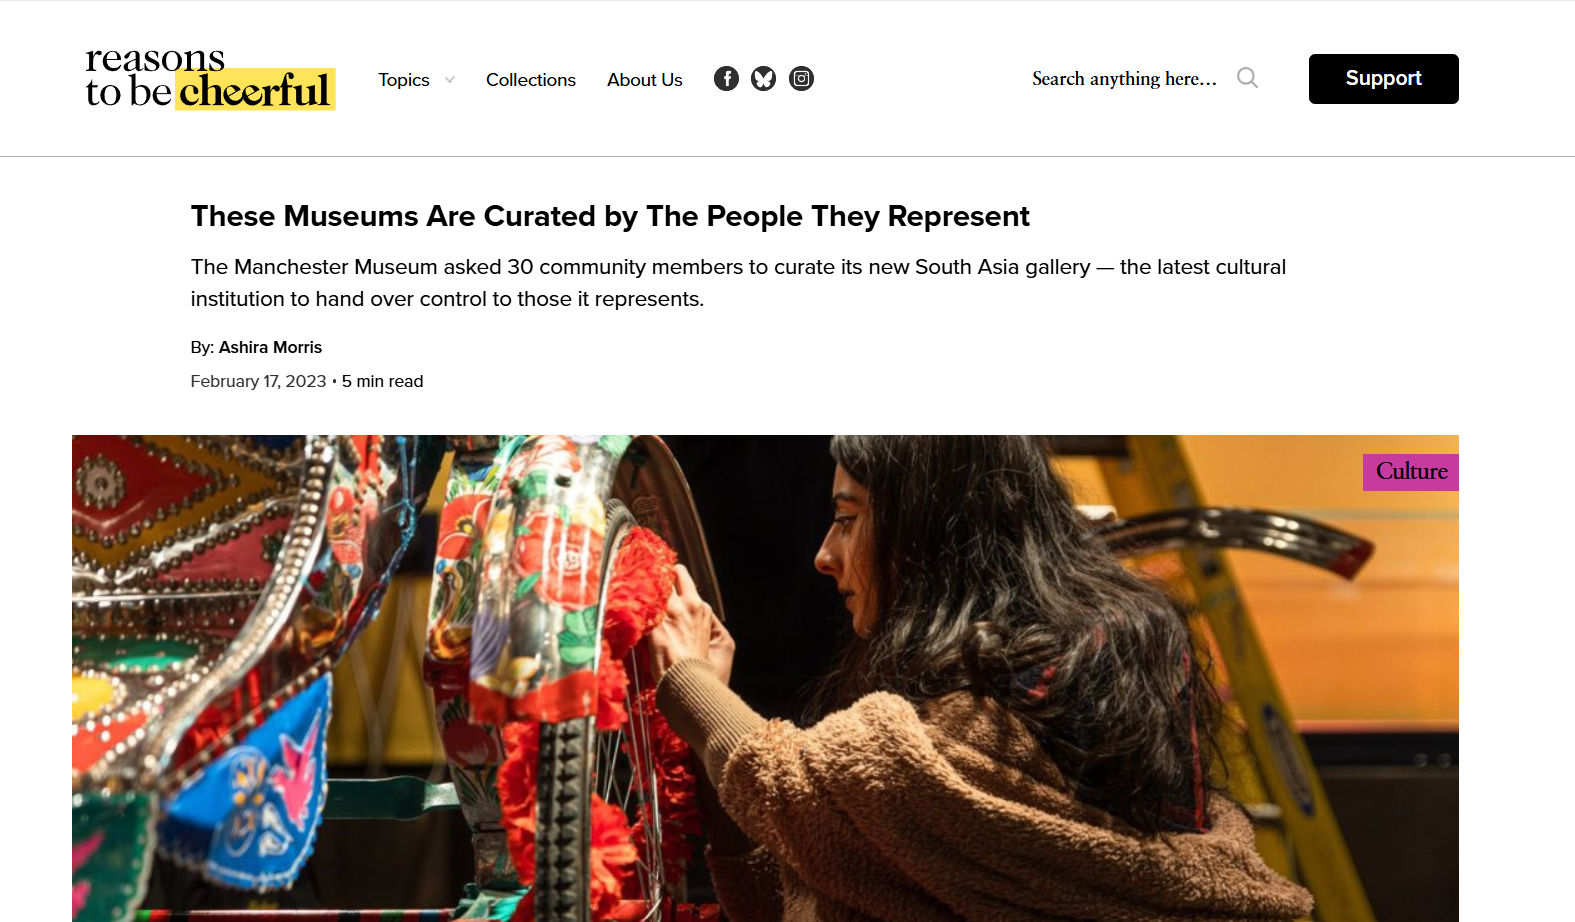 reasons
to be cheerful
Topics
Collections
About Us
Search anything here...
Support
These Museums Are Curated by The People They Represent
The Manchester Museum asked 30 community members to curate its new South Asia gallery — the latest cultural
institution to hand over control to those it represents.
By: Ashira Morris
February 17, 2023 • 5 min read
Culture